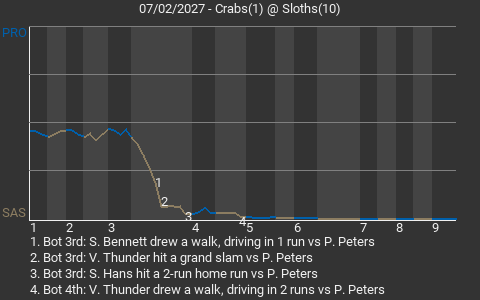 07/02/2027 - Crabs(1) @ Sloths(10)
PRO
1
2
3
4
SAS
1 2 3 4 5 6 7 8 9
1. Bot 3rd: S. Bennett drew a walk, driving in 1 run vs P. Peters
2. Bot 3rd: V. Thunder hit a grand slam vs P. Peters
3. Bot 3rd: S. Hans hit a 2-run home run vs P. Peters
4. Bot 4th: V. Thunder drew a walk, driving in 2 runs vs P. Peters